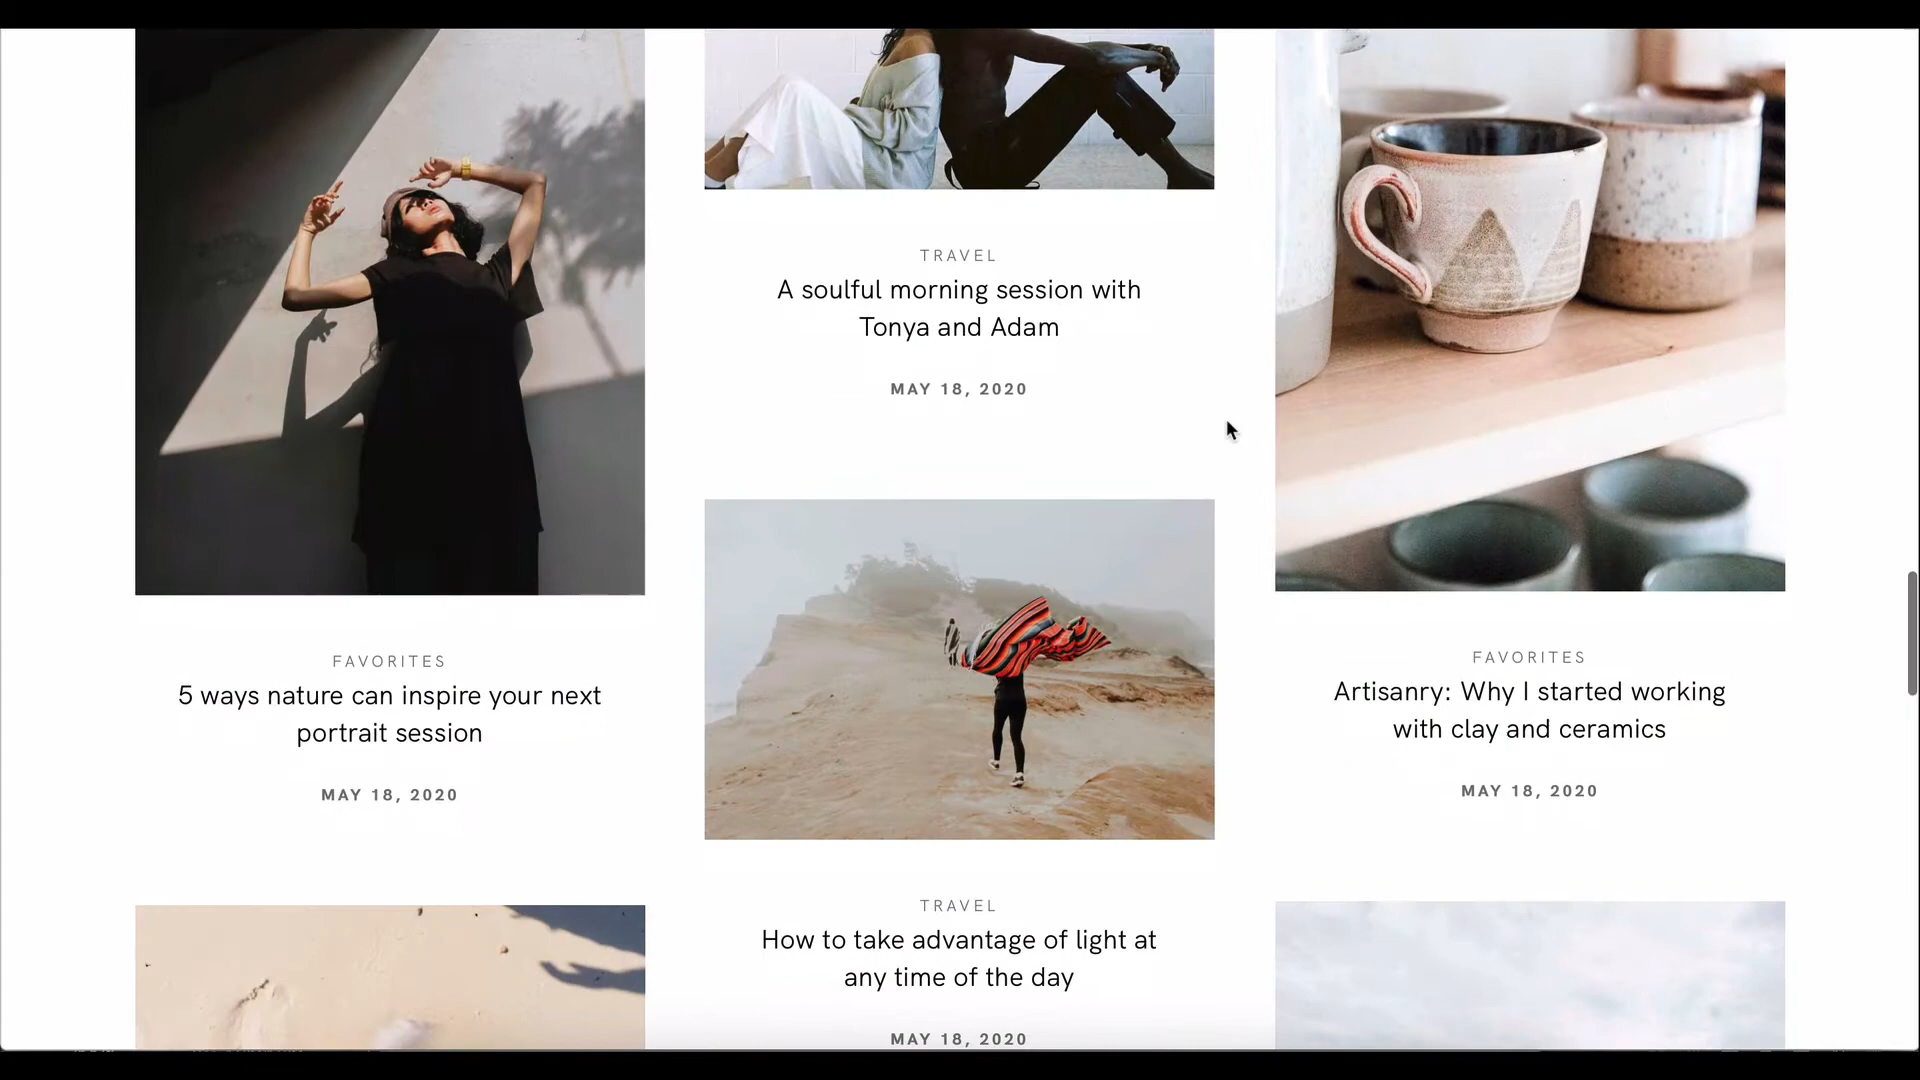 TRAVEL
A soulful morning session with
Tonya and Adam
MAY 18, 2020
FAVORITES
5 ways nature can inspire your next
portrait session
MAY 18, 2020
FAVORITES
Artisanry: Why I started working
with clay and ceramics
MAY 18, 2020
TRAVEL
How to take advantage of light at
any time of the day
MAY 18, 2020